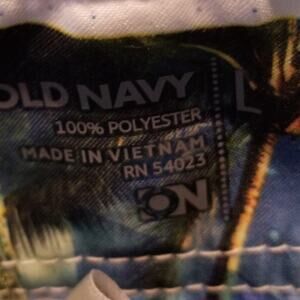 OLD NAVY L
100% POLYESTER
MADE IN VIETNAM
RN 54023
ON